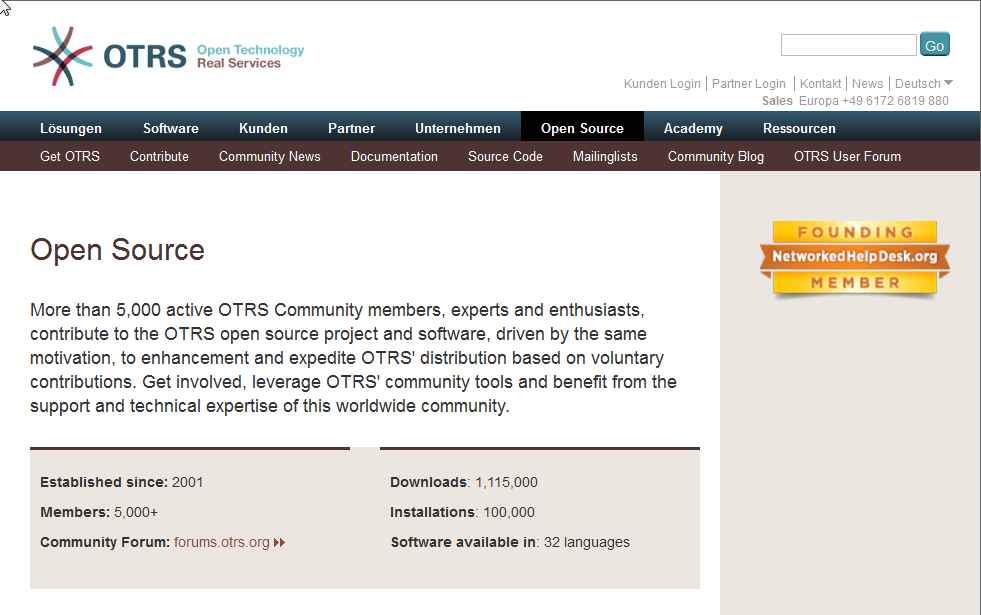 OTRS Open Technology
Real Services
Go
Kunden Login | Partner Login | Kontakt | News | Deutsch
Sales Europa +49 6172 6819 880
Lösungen Software Kunden Partner Unternehmen Open Source Academy Ressourcen
Get OTRS Contribute Community News Documentation Source Code Mailinglists Community Blog OTRS User Forum
Open Source
More than 5,000 active OTRS Community members, experts and enthusiasts,
contribute to the OTRS open source project and software, driven by the same
motivation, to enhancement and expedite OTRS' distribution based on voluntary
contributions. Get involved, leverage OTRS' community tools and benefit from the
support and technical expertise of this worldwide community.
Established since: 2001
Members: 5,000+
Community Forum: forums.otrs.org
Downloads: 1,115,000
Installations: 100,000
Software available in: 32 languages
FOUNDING
NetworkedHelpDesk.org
MEMBER